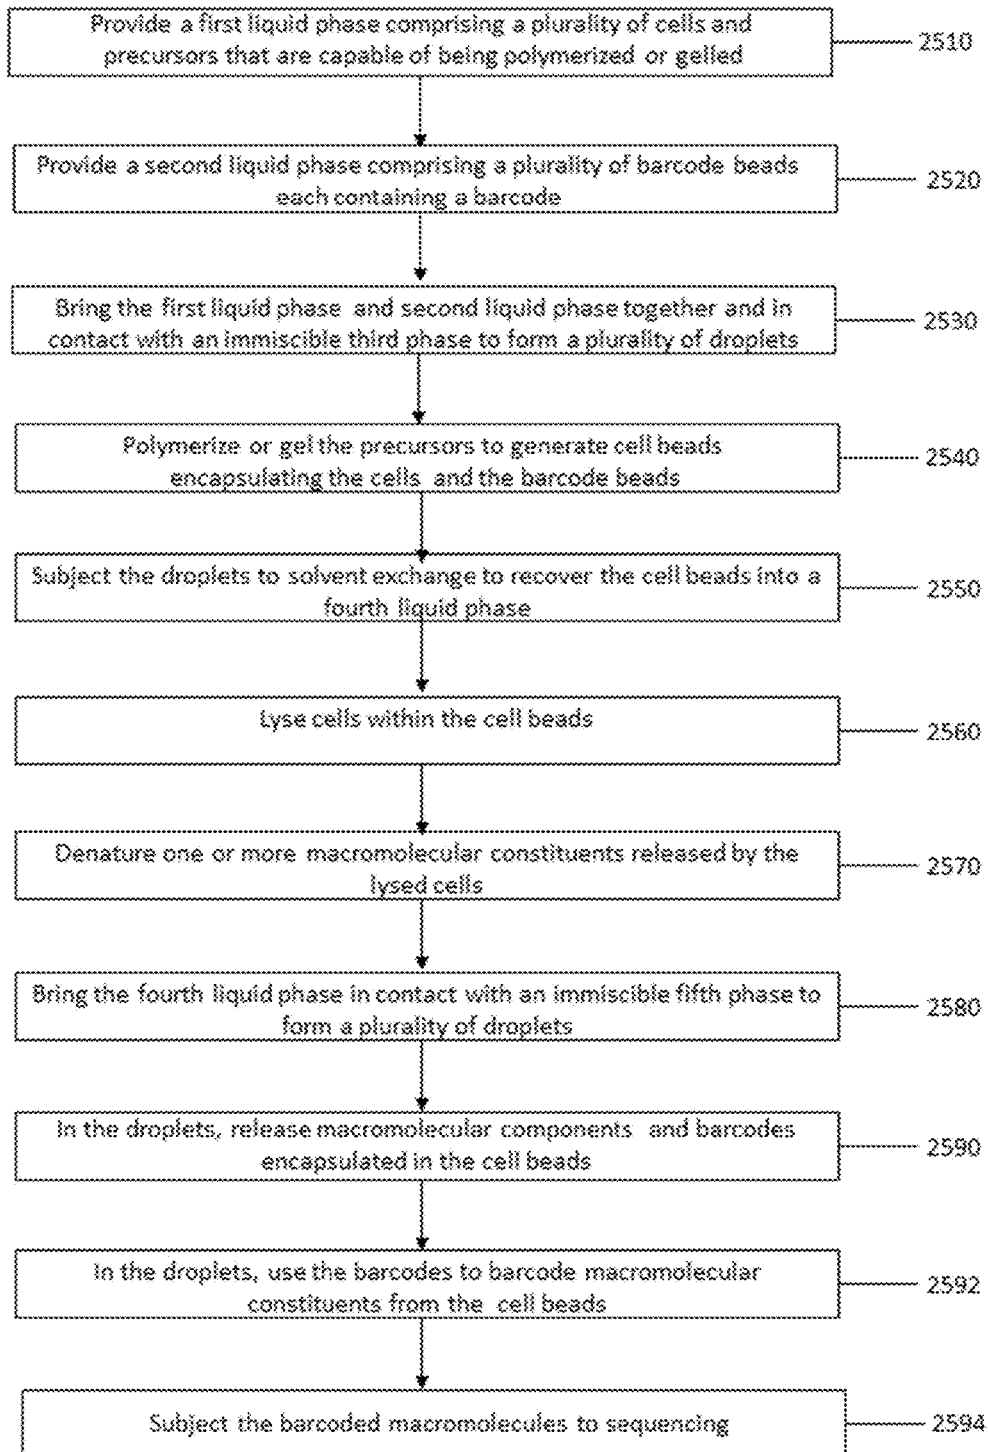 Provide a first liquid phase comprising a plurality of cells and
precursors that are capable of being polymerized or gelled
2510
Provide a second liquid phase comprising a plurality of barcode beads
each containing a barcode
2520
Bring the first liquid phase and second liquid phase together and in
contact with an immiscible third phase to form a plurality of droplets
2530
Polymerize or gel the precursors to generate cell beads
encapsulating the cells and the barcode beads
2540
Subject the droplets to solvent exchange to recover the cell beads into a
fourth liquid phase
2550
Lyse cells within the cell beads
2560
Denature one or more macromolecular constituents released by the
lysed cells
2570
Bring the fourth liquid phase in contact with an immiscible fifth phase to
form a plurality of droplets
2580
In the droplets, release macromolecular components and barcodes
encapsulated in the cell beads
2590
In the droplets, use the barcodes to barcode macromolecular
constituents from the cell beads
2592
Subject the barcoded macromolecules to sequencing
2594